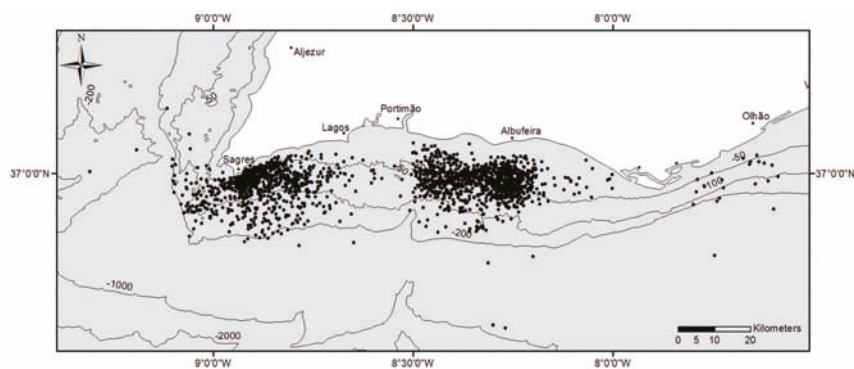 9°0'0"W 8°30'0"W 8°0'0"W
N
Aljezur
-200
-50
Portimão
Olhão
Lagos
Albufeira
Sagres
-50
37°0'0"N 37°0'0"N
-50
-100
-200
-1000
-2000
Kilometers
0 5 10 20
9°0'0"W 8°30'0"W 8°0'0"W